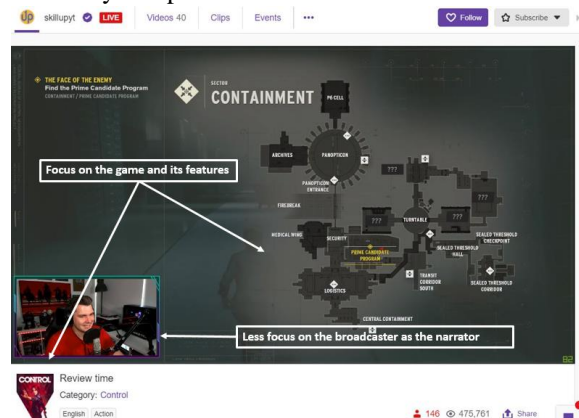 skillupyt LIVE Videos 40 Clips Events ••• Follow Subscribe
THE FACE OF THE ENEMY
Find the Prime Candidate Program
CONTAINMENT / PRIME CANDIDATE PROGRAM
SECTOR
CONTAINMENT
P6 CELL
ARCHIVES
PANOPTICON
???
Focus on the game and its features
PANOPTICON
ENTRANCE
???
FIREBREAK
???
???
TURNTABLE
MEDICAL WING
SECURITY
SEALED THRESHOLD
CHECKPOINT
SEALED THRESHOLD
HALL
PRIME CANDIDATE
PROGRAM
TRANSIT
CORRIDOR
SOUTH
SEALED THRESHOLD
CORRIDOR
LOGISTICS
CENTRAL CONTAINMENT
Less focus on the broadcaster as the narrator
82
CONTROL
Review time
Category: Control
English Action
146 475,761 Share